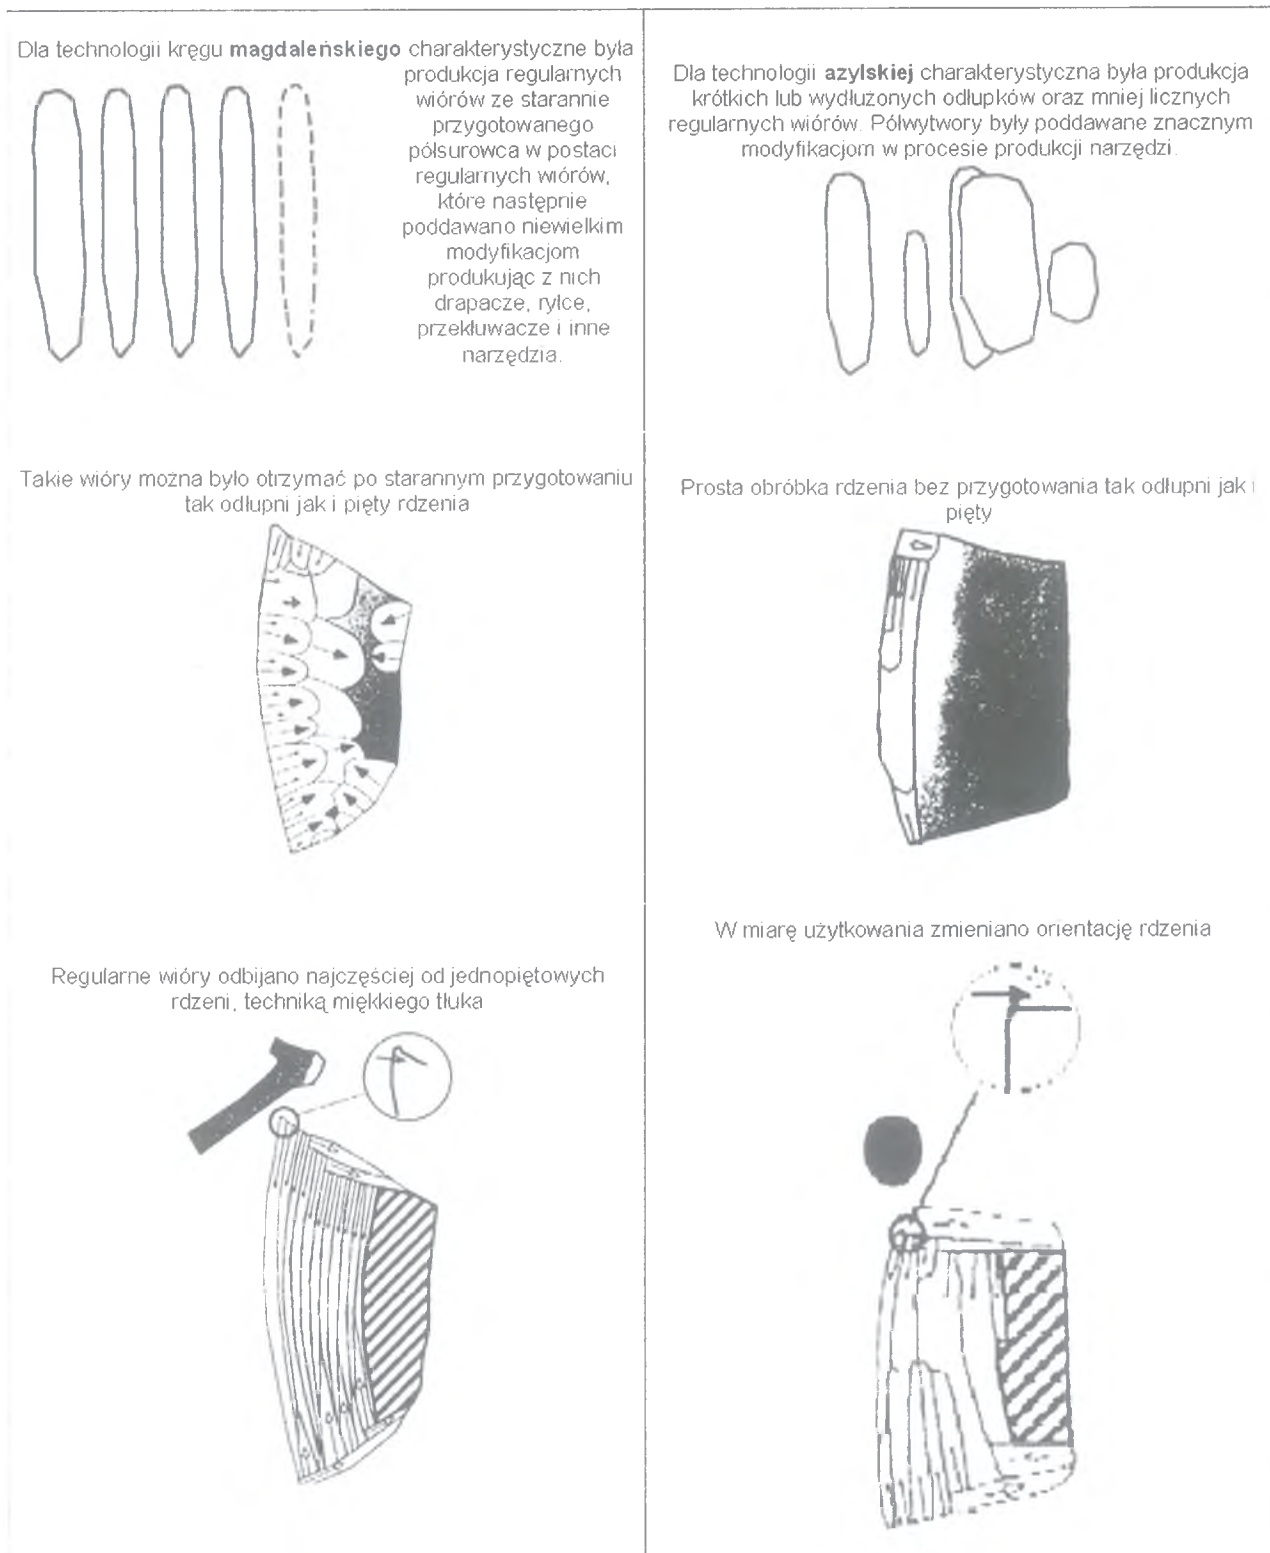 Dla technologii kręgu magdaleńskiego charakterystyczne była
produkcja regularnych
wiórów ze starannie
przygotowanego
półsurowca w postaci
regularnych wiórów,
które następnie
poddawano niewielkim
modyfikacjom
produkując z nich
drapacze, rylce,
przekłuwacze i inne
narzędzia.
Takie wióry można było otrzymać po starannym przygotowaniu
tak odłupni jak i pięty rdzenia
Regularne wióry odbijano najczęściej od jednopiętowych
rdzeni, techniką miękkiego tłuka
Dla technologii azylskiej charakterystyczna była produkcja
krótkich lub wydłużonych odłupków oraz mniej licznych
regularnych wiórów. Półwytwory były poddawane znacznym
modyfikacjom w procesie produkcji narzędzi.
Prosta obróbka rdzenia bez przygotowania tak odłupni jak i
pięty
W miarę użytkowania zmieniano orientację rdzenia